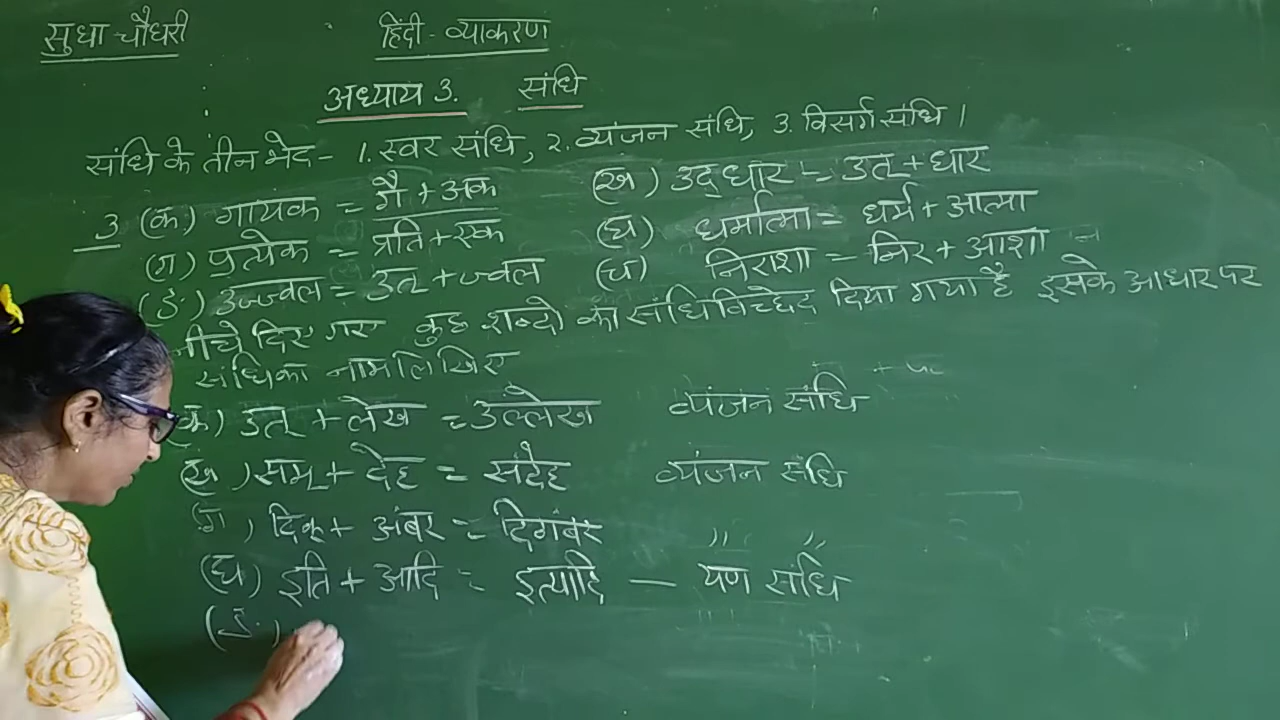 सुधा चौधरी हिंदी - व्याकरण
अध्याय 3. संधि
संधि के तीन भेद - 1. स्वर संधि, 2. व्यंजन संधि, 3. विसर्ग संधि ।
3 (क) गायक = गै + अक (ख) उद्धार = उत् + धार
(ग) प्रत्येक = प्रति + एक (घ) धर्मात्मा = धर्म + आत्मा
(ङ) उज्ज्वल = उत् + ज्वल (च) निराशा = निर + आशा
नीचे दिए गए कुछ शब्दो का संधि विच्छेद दिया गया है इसके आधार पर
संधि का नाम लिखिए
(क) उत् + लेख = उल्लेख व्यंजन संधि
(ख) सम् + देह = संदेह व्यंजन संधि
(ग) दिक् + अंबर = दिगंबर " "
(घ) इति + आदि = इत्यादि — यण संधि
(ङ)